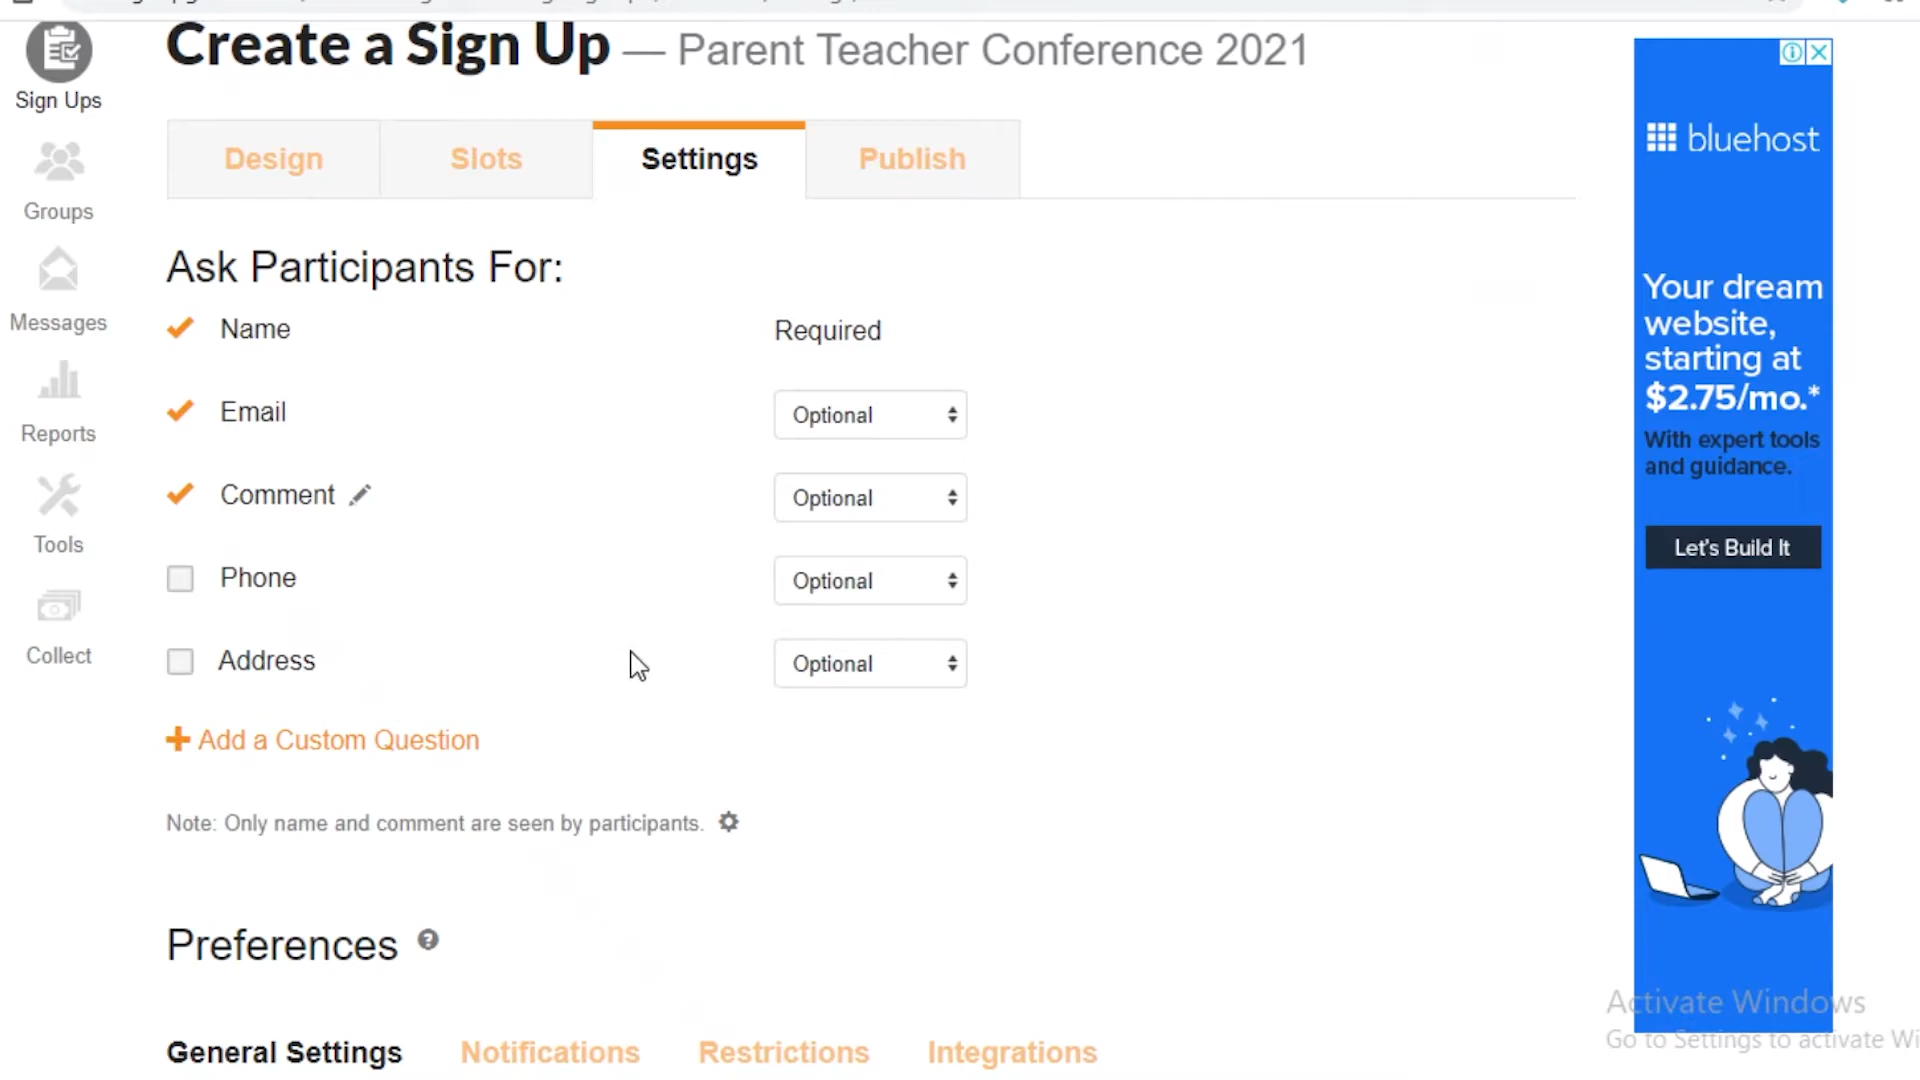 Create a Sign Up — Parent Teacher Conference 2021
Sign Ups
Groups
Messages
Reports
Tools
Collect
Design
Slots
Settings
Publish
Ask Participants For:
Name Required
Email Optional
Comment Optional
Phone Optional
Address Optional
+ Add a Custom Question
Note: Only name and comment are seen by participants.
Preferences ?
General Settings
Notifications
Restrictions
Integrations
bluehost
Your dream
website,
starting at
$2.75/mo.*
With expert tools
and guidance.
Let's Build It
Activate Windows
Go to Settings to activate Wi